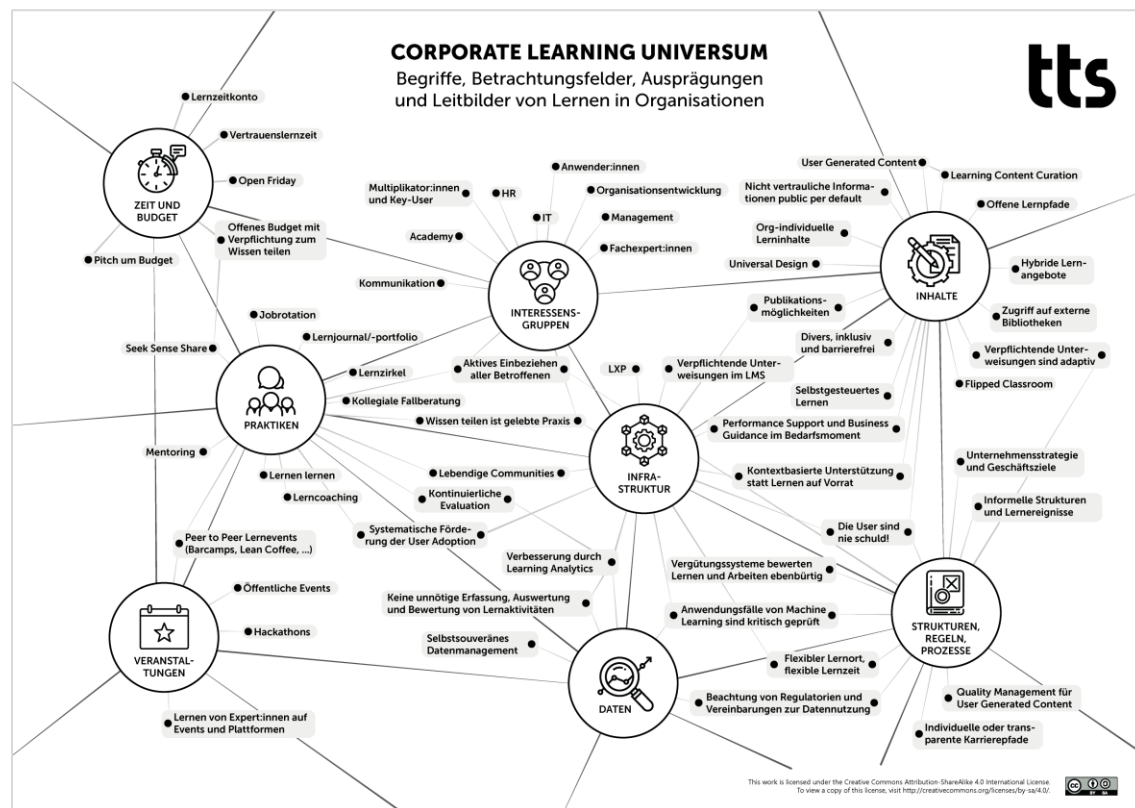 CORPORATE LEARNING UNIVERSUM
Begriffe, Betrachtungsfelder, Ausprägungen
und Leitbilder von Lernen in Organisationen
tts
Lernzeitkonto
Vertrauenslernzeit
Open Friday
ZEIT UND
BUDGET
Offenes Budget mit
Verpflichtung zum
Wissen teilen
Pitch um Budget
Anwender:innen
Multiplikator:innen
und Key-User
HR
Organisationsentwicklung
IT
Management
Academy
Fachexpert:innen
Kommunikation
INTERESSENS-
GRUPPEN
User Generated Content
Learning Content Curation
Nicht vertrauliche Informa-
tionen public per default
Offene Lernpfade
Org-individuelle
Lerninhalte
Universal Design
Hybride Lern-
angebote
INHALTE
Publikations-
möglichkeiten
Zugriff auf externe
Bibliotheken
Divers, inklusiv
und barrierefrei
Verpflichtende Unter-
weisungen sind adaptiv
Flipped Classroom
Selbstgesteuertes
Lernen
Jobrotation
Lernjournal/-portfolio
Seek Sense Share
Lernzirkel
Aktives Einbeziehen
aller Betroffenen
LXP
Verpflichtende Unter-
weisungen im LMS
Kollegiale Fallberatung
PRAKTIKEN
Wissen teilen ist gelebte Praxis
Performance Support und Business
Guidance im Bedarfsmoment
Mentoring
Lernen lernen
Lerncoaching
Lebendige Communities
Kontinuierliche
Evaluation
INFRA-
STRUKTUR
Kontextbasierte Unterstützung
statt Lernen auf Vorrat
Unternehmensstrategie
und Geschäftsziele
Informelle Strukturen
und Lernereignisse
Systematische Förde-
rung der User Adoption
Die User sind
nie schuld!
Peer to Peer Lernevents
(Barcamps, Lean Coffee, ...)
Verbesserung durch
Learning Analytics
Vergütungssysteme bewerten
Lernen und Arbeiten ebenbürtig
Öffentliche Events
Keine unnötige Erfassung, Auswertung
und Bewertung von Lernaktivitäten
Anwendungsfälle von Machine
Learning sind kritisch geprüft
STRUKTUREN,
REGELN,
PROZESSE
Hackathons
Selbstsouveränes
Datenmanagement
VERANSTAL-
TUNGEN
Flexibler Lernort,
flexible Lernzeit
DATEN
Beachtung von Regulatorien und
Vereinbarungen zur Datennutzung
Quality Management für
User Generated Content
Lernen von Expert:innen auf
Events und Plattformen
Individuelle oder trans-
parente Karrierepfade
This work is licensed under the Creative Commons Attribution-ShareAlike 4.0 International License.
To view a copy of this license, visit http://creativecommons.org/licenses/by-sa/4.0/.
cc
BY SA